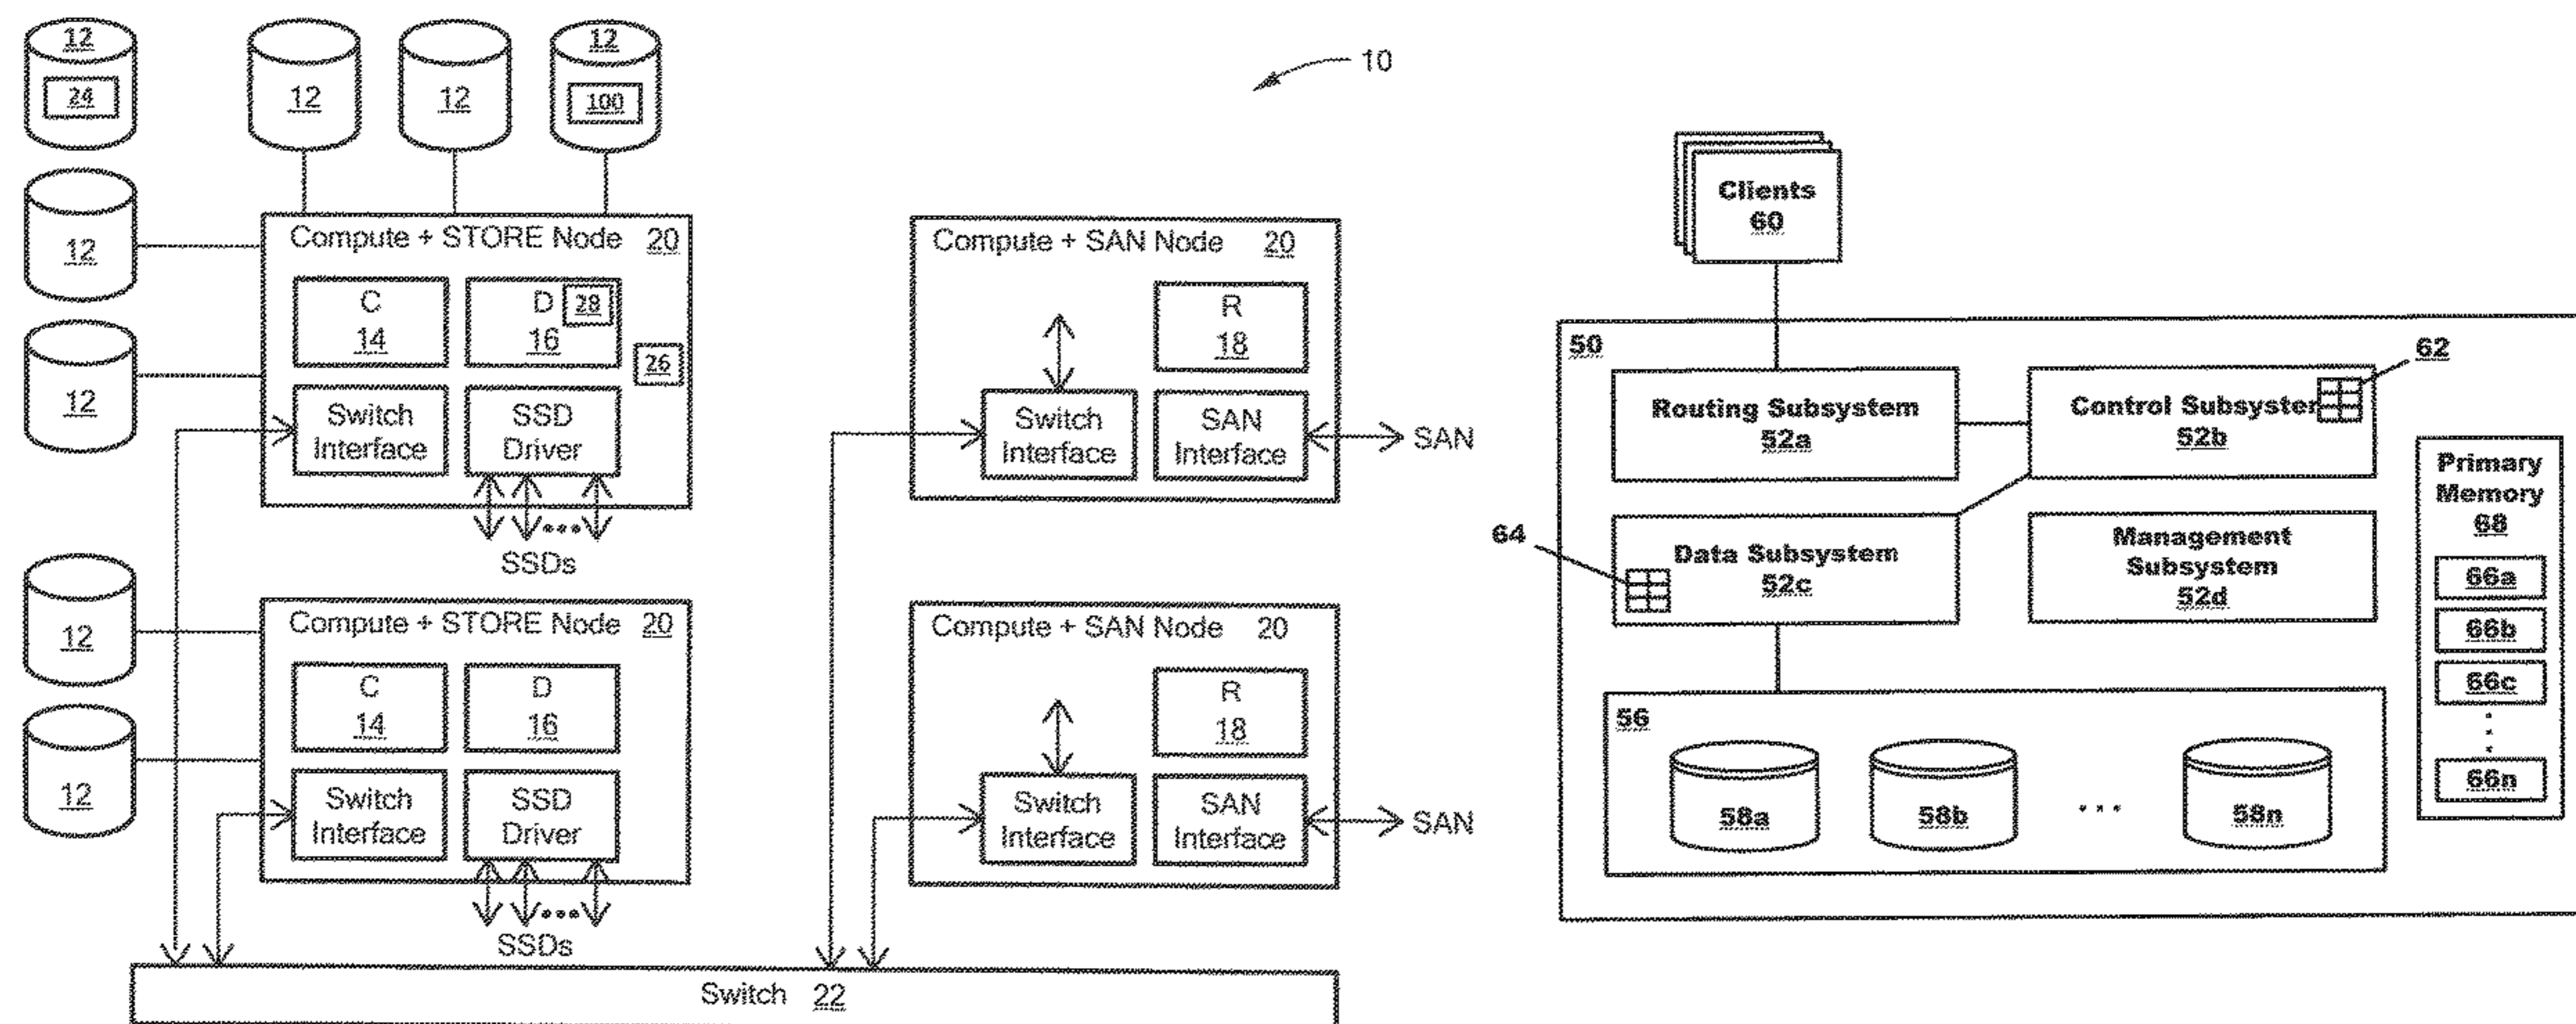 12
24
12
12
12
100
10
12
12
Compute + STORE Node 20
C
14
D
16
28
26
Switch
Interface
SSD
Driver
SSDs
Compute + SAN Node 20
R
18
Switch
Interface
SAN
Interface
SAN
12
12
Compute + STORE Node 20
C
14
D
16
Switch
Interface
SSD
Driver
SSDs
Compute + SAN Node 20
R
18
Switch
Interface
SAN
Interface
SAN
Switch 22
Clients
60
50
Routing Subsystem
52a
Control Subsyster
52b
62
64
Data Subsystem
52c
Management
Subsystem
52d
Primary
Memory
68
66a
66b
66c
66n
56
58a
58b
...
58n